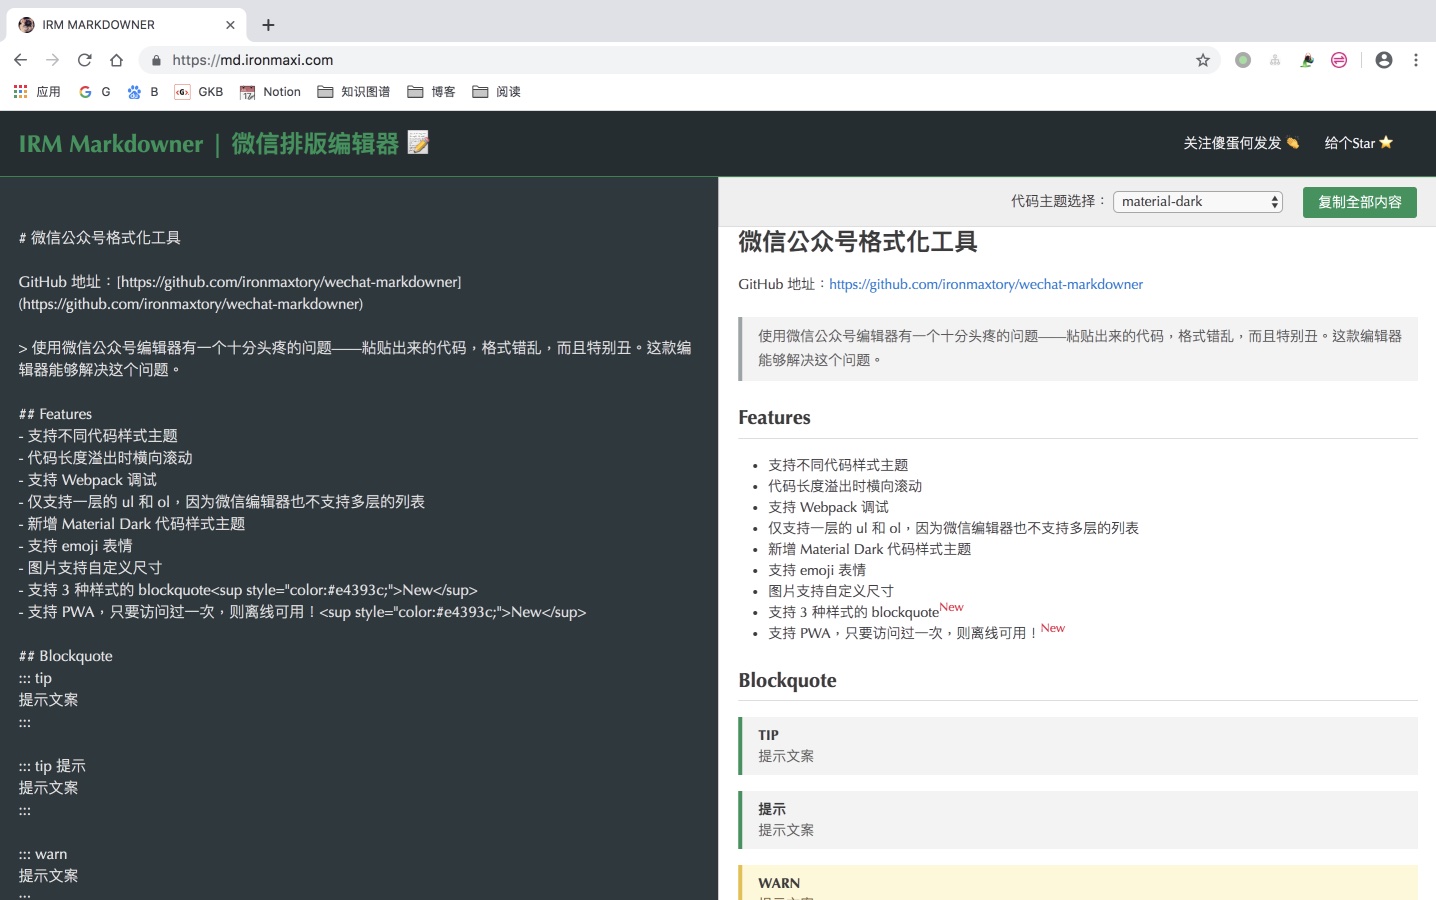 IRM MARKDOWNER
https://md.ironmaxi.com
应用 G B GKB Notion 知识图谱 博客 阅读
IRM Markdowner | 微信排版编辑器 📝
关注傻蛋何发发 👏 给个Star ⭐
代码主题选择： material-dark 复制全部内容
# 微信公众号格式化工具
GitHub 地址：[https://github.com/ironmaxtory/wechat-markdowner]
(https://github.com/ironmaxtory/wechat-markdowner)
> 使用微信公众号编辑器有一个十分头疼的问题——粘贴出来的代码，格式错乱，而且特别丑。这款编
辑器能够解决这个问题。
## Features
- 支持不同代码样式主题
- 代码长度溢出时横向滚动
- 支持 Webpack 调试
- 仅支持一层的 ul 和 ol，因为微信编辑器也不支持多层的列表
- 新增 Material Dark 代码样式主题
- 支持 emoji 表情
- 图片支持自定义尺寸
- 支持 3 种样式的 blockquote<sup style="color:#e4393c;">New</sup>
- 支持 PWA，只要访问过一次，则离线可用！<sup style="color:#e4393c;">New</sup>
## Blockquote
::: tip
提示文案
:::
::: tip 提示
提示文案
:::
::: warn
提示文案
:::
微信公众号格式化工具
GitHub 地址：https://github.com/ironmaxtory/wechat-markdowner
使用微信公众号编辑器有一个十分头疼的问题——粘贴出来的代码，格式错乱，而且特别丑。这款编辑器
能够解决这个问题。
Features
• 支持不同代码样式主题
• 代码长度溢出时横向滚动
• 支持 Webpack 调试
• 仅支持一层的 ul 和 ol，因为微信编辑器也不支持多层的列表
• 新增 Material Dark 代码样式主题
• 支持 emoji 表情
• 图片支持自定义尺寸
• 支持 3 种样式的 blockquoteNew
• 支持 PWA，只要访问过一次，则离线可用！New
Blockquote
TIP
提示文案
提示
提示文案
WARN